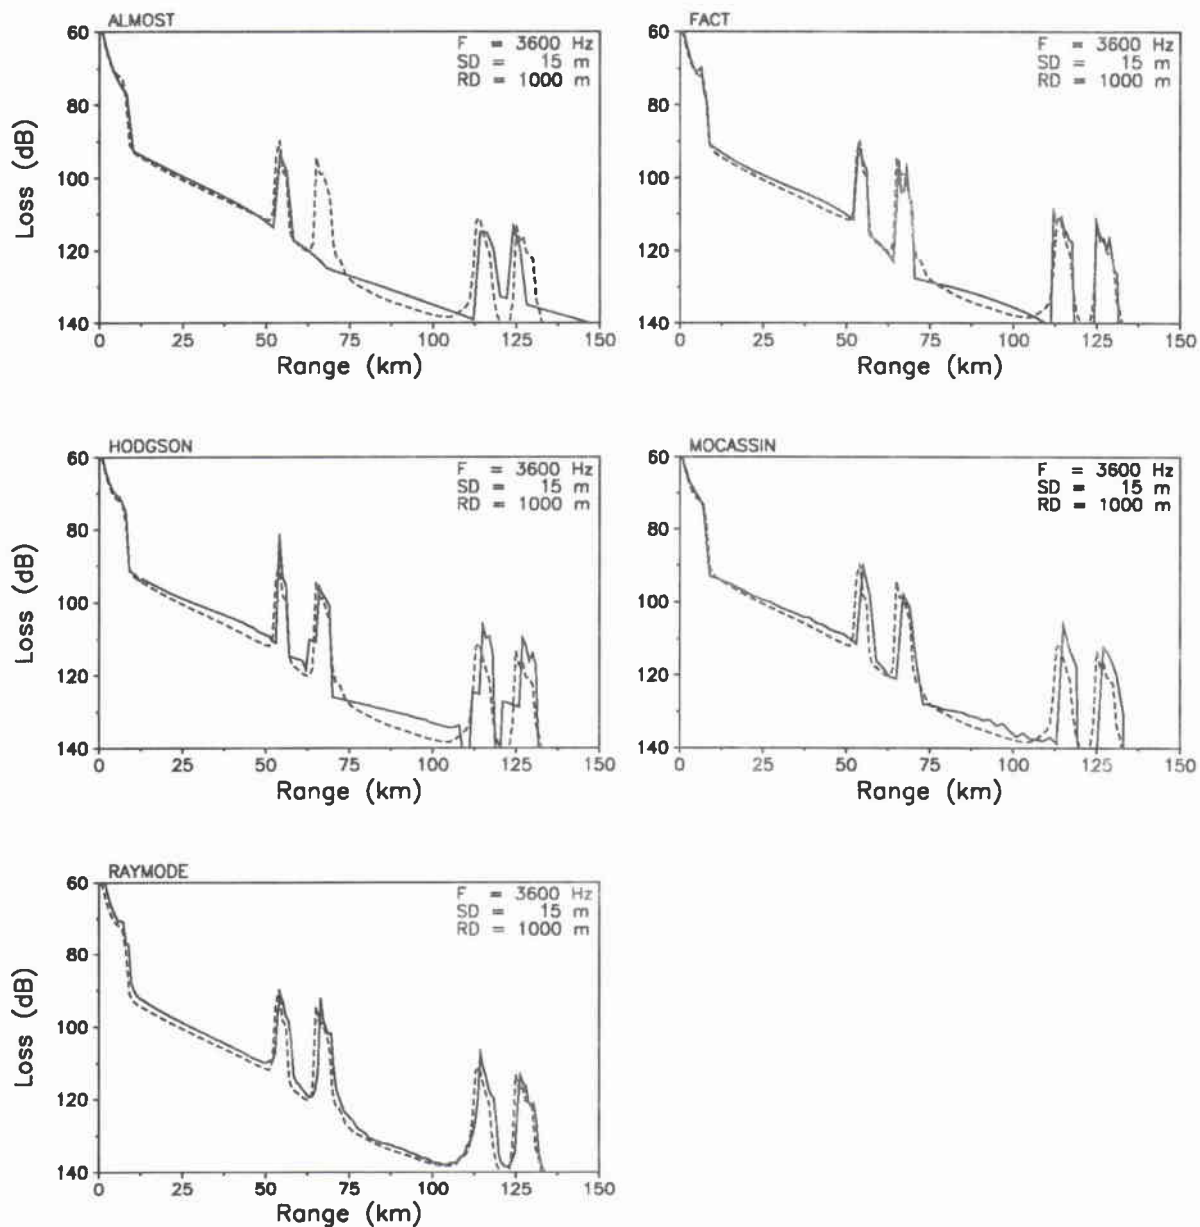 ALMOST
F = 3600 Hz
SD = 15 m
RD = 1000 m
60
80
100
120
140
Loss (dB)
0 25 50 75 100 125 150
Range (km)
FACT
F = 3600 Hz
SD = 15 m
RD = 1000 m
60
80
100
120
140
0 25 50 75 100 125 150
Range (km)
HODGSON
F = 3600 Hz
SD = 15 m
RD = 1000 m
60
80
100
120
140
Loss (dB)
0 25 50 75 100 125 150
Range (km)
MOCASSIN
F = 3600 Hz
SD = 15 m
RD = 1000 m
60
80
100
120
140
0 25 50 75 100 125 150
Range (km)
RAYMODE
F = 3600 Hz
SD = 15 m
RD = 1000 m
60
80
100
120
140
Loss (dB)
0 25 50 75 100 125 150
Range (km)